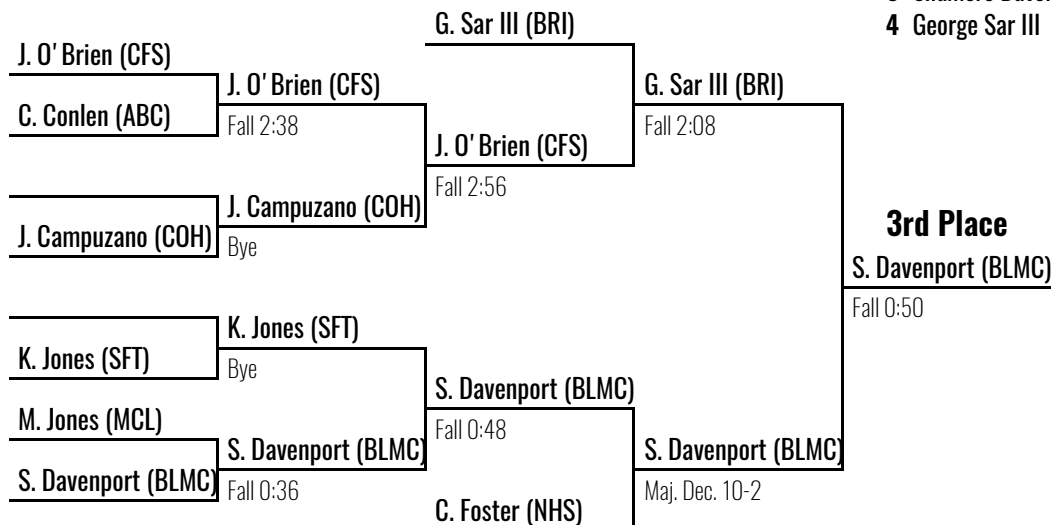 4 George Sar III
G. Sar III (BRI)
J. O'Brien (CFS)
J. O'Brien (CFS)
G. Sar III (BRI)
C. Conlen (ABC)
Fall 2:38
Fall 2:08
J. O'Brien (CFS)
Fall 2:56
J. Campuzano (COH)
J. Campuzano (COH)
Bye
3rd Place
S. Davenport (BLMC)
Fall 0:50
K. Jones (SFT)
K. Jones (SFT)
Bye
S. Davenport (BLMC)
M. Jones (MCL)
Fall 0:48
S. Davenport (BLMC)
S. Davenport (BLMC)
S. Davenport (BLMC)
Fall 0:36
Maj. Dec. 10-2
C. Foster (NHS)